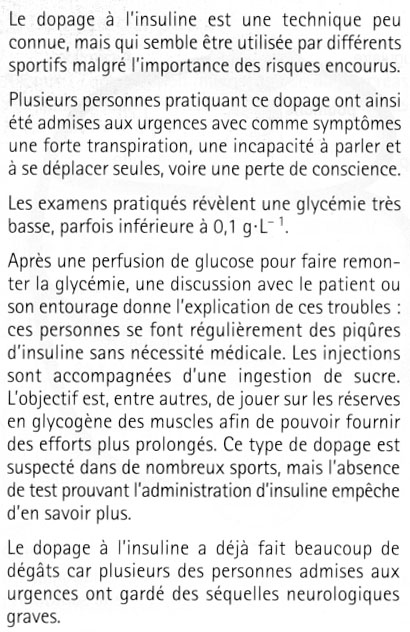 Le dopage à l'insuline est une technique peu
connue, mais qui semble être utilisée par différents
sportifs malgré l'importance des risques encourus.
Plusieurs personnes pratiquant ce dopage ont ainsi
été admises aux urgences avec comme symptômes
une forte transpiration, une incapacité à parler et
à se déplacer seules, voire une perte de conscience.
Les examens pratiqués révèlent une glycémie très
basse, parfois inférieure à 0,1 g·L⁻¹.
Après une perfusion de glucose pour faire remon-
ter la glycémie, une discussion avec le patient ou
son entourage donne l'explication de ces troubles :
ces personnes se font régulièrement des piqûres
d'insuline sans nécessité médicale. Les injections
sont accompagnées d'une ingestion de sucre.
L'objectif est, entre autres, de jouer sur les réserves
en glycogène des muscles afin de pouvoir fournir
des efforts plus prolongés. Ce type de dopage est
suspecté dans de nombreux sports, mais l'absence
de test prouvant l'administration d'insuline empêche
d'en savoir plus.
Le dopage à l'insuline a déjà fait beaucoup de
dégâts car plusieurs des personnes admises aux
urgences ont gardé des séquelles neurologiques
graves.